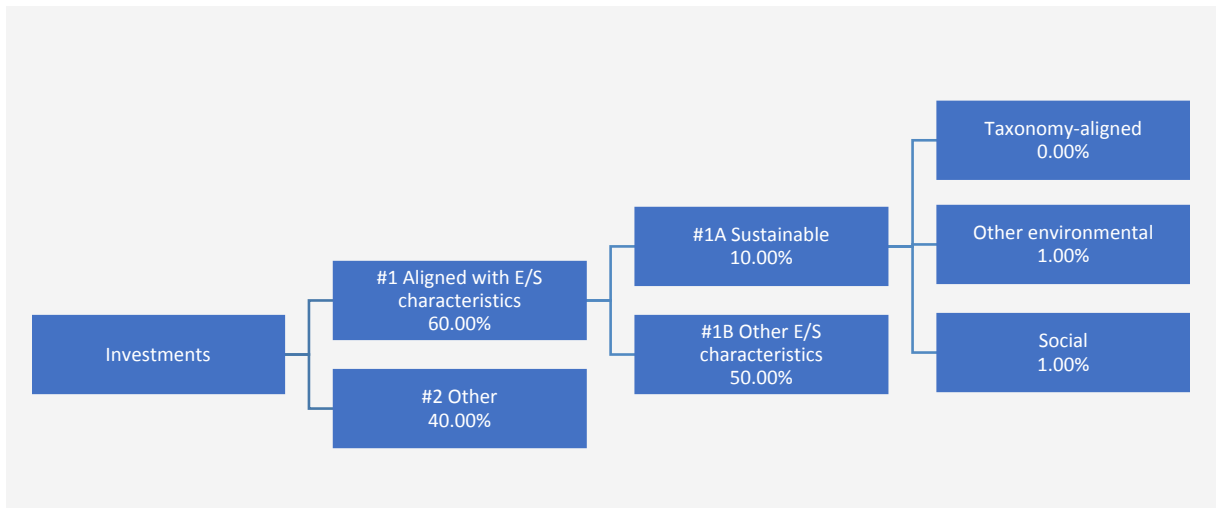 Investments
#1 Aligned with E/S
characteristics
60.00%
#2 Other
40.00%
#1A Sustainable
10.00%
#1B Other E/S
characteristics
50.00%
Taxonomy-aligned
0.00%
Other environmental
1.00%
Social
1.00%